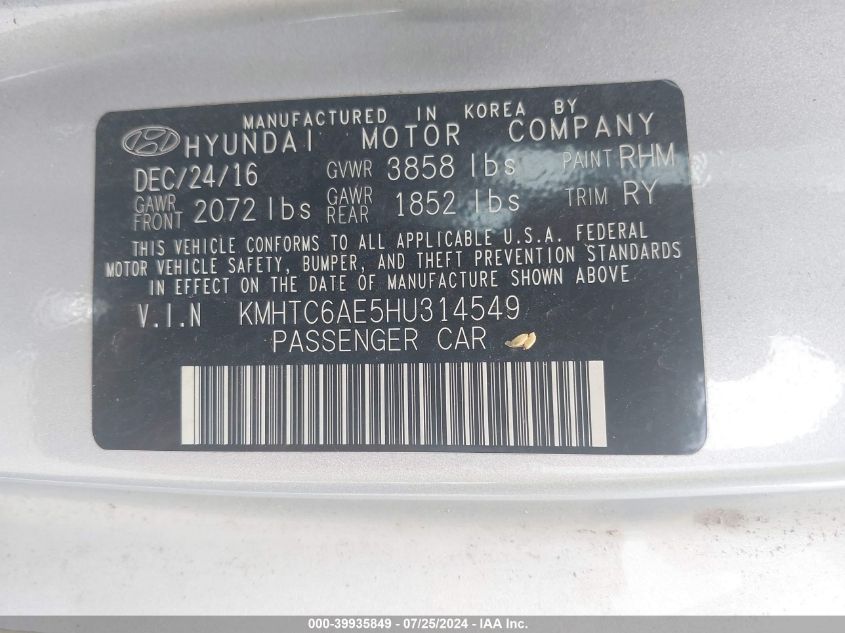 MANUFACTURED IN KOREA BY
HYUNDAI MOTOR COMPANY
DEC/24/16 GVWR 3858 lbs PAINT RHM
GAWR FRONT 2072 lbs GAWR REAR 1852 lbs TRIM RY
THIS VEHICLE CONFORMS TO ALL APPLICABLE U.S.A. FEDERAL
MOTOR VEHICLE SAFETY, BUMPER, AND THEFT PREVENTION STANDARDS
IN EFFECT ON THE DATE OF MANUFACTURE SHOWN ABOVE
V.I.N KMHTC6AE5HU314549
PASSENGER CAR
000-39935849 - 07/25/2024 - IAA Inc.